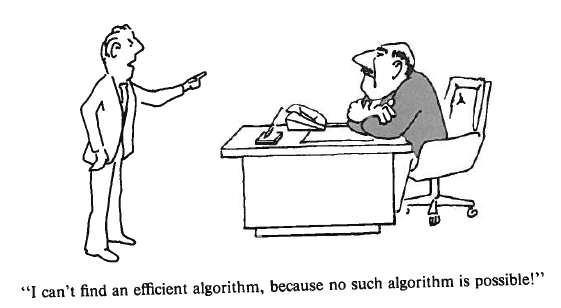 “I can't find an efficient algorithm, because no such algorithm is possible!”